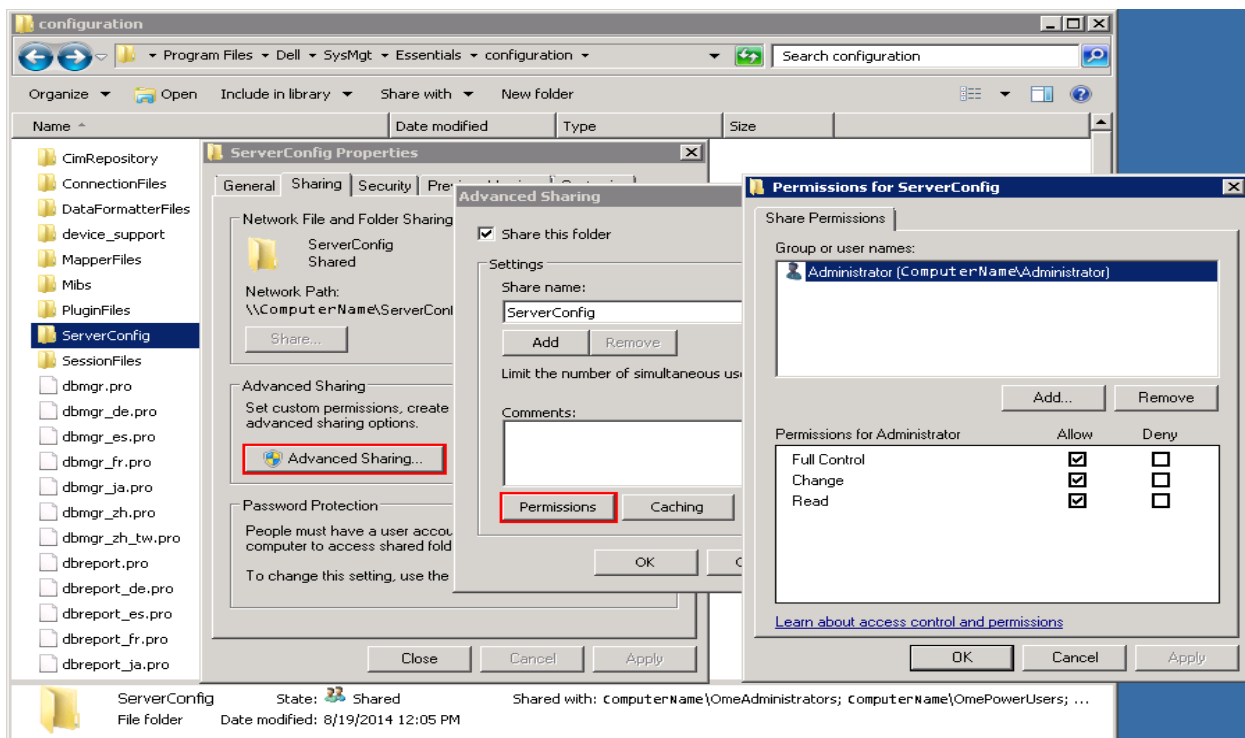 configuration
Program Files Dell SysMgt Essentials configuration
Search configuration
Organize Open Include in library Share with New folder
Name Date modified Type Size
CimRepository
ConnectionFiles
DataFormatterFiles
device_support
MapperFiles
Mibs
PluginFiles
ServerConfig
SessionFiles
dbmgr.pro
dbmgr_de.pro
dbmgr_es.pro
dbmgr_fr.pro
dbmgr_ja.pro
dbmgr_zh.pro
dbmgr_zh_tw.pro
dbreport.pro
dbreport_de.pro
dbreport_es.pro
dbreport_fr.pro
dbreport_ja.pro
ServerConfig Properties
General Sharing Security
Network File and Folder Sharing
ServerConfig
Shared
Network Path:
\\ComputerName\ServerConf
Share...
Advanced Sharing
Set custom permissions, create
advanced sharing options.
Advanced Sharing...
Password Protection
People must have a user accou
computer to access shared fold
To change this setting, use the
Close Cancel Apply
Advanced Sharing
Share this folder
Settings
Share name:
ServerConfig
Add Remove
Limit the number of simultaneous
Comments:
Permissions Caching
OK
Permissions for ServerConfig
Share Permissions
Group or user names:
Administrator (ComputerName\Administrator)
Add... Remove
Permissions for Administrator Allow Deny
Full Control
Change
Read
Learn about access control and permissions
OK Cancel Apply
ServerConfig State: Shared Shared with: ComputerName\OmeAdministrators; ComputerName\OmePowerUsers; ...
File folder Date modified: 8/19/2014 12:05 PM